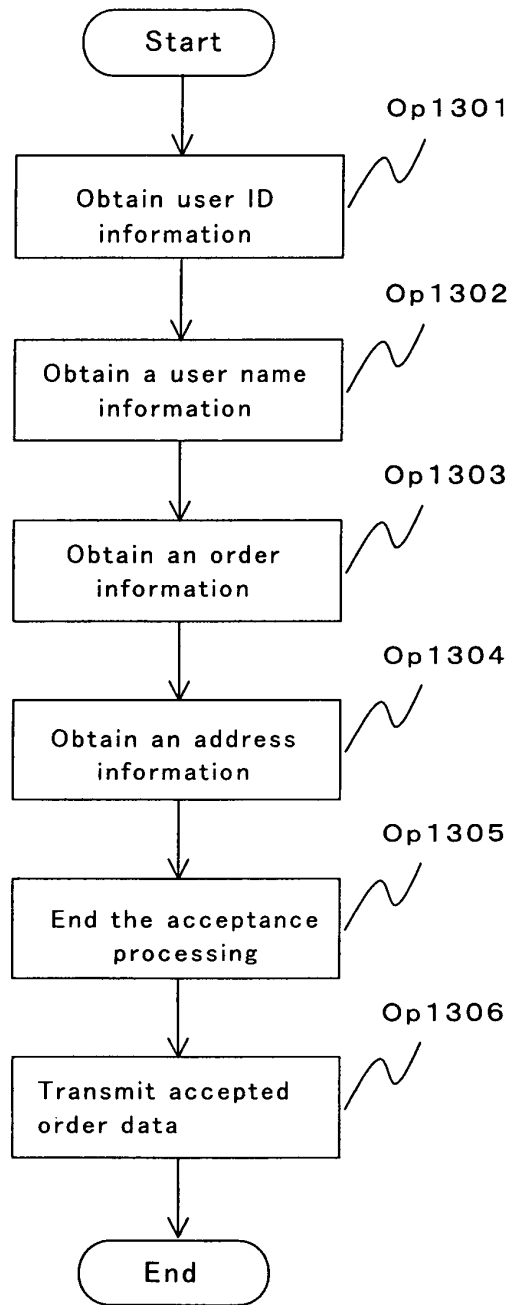 Start
Op1301
Obtain user ID
information
Op1302
Obtain a user name
information
Op1303
Obtain an order
information
Op1304
Obtain an address
information
Op1305
End the acceptance
processing
Op1306
Transmit accepted
order data
End